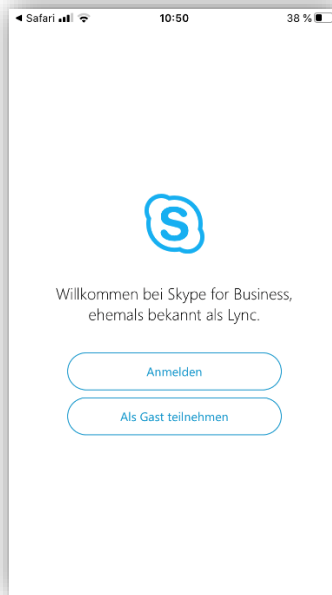 ◀ Safari 10:50 38 %
S
Willkommen bei Skype for Business,
ehemals bekannt als Lync.
Anmelden
Als Gast teilnehmen